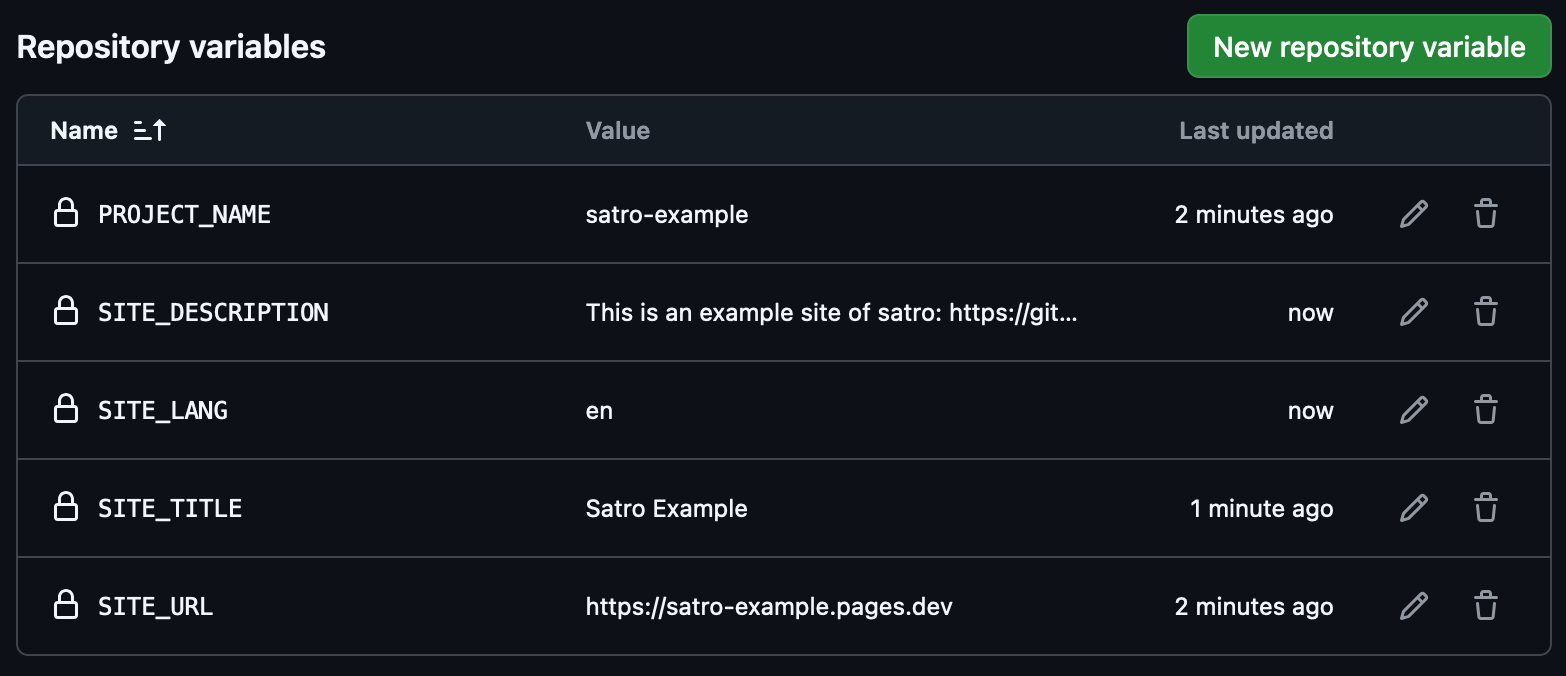 Repository variables
New repository variable
Name Value Last updated
PROJECT_NAME satro-example 2 minutes ago
SITE_DESCRIPTION This is an example site of satro: https://git... now
SITE_LANG en now
SITE_TITLE Satro Example 1 minute ago
SITE_URL https://satro-example.pages.dev 2 minutes ago